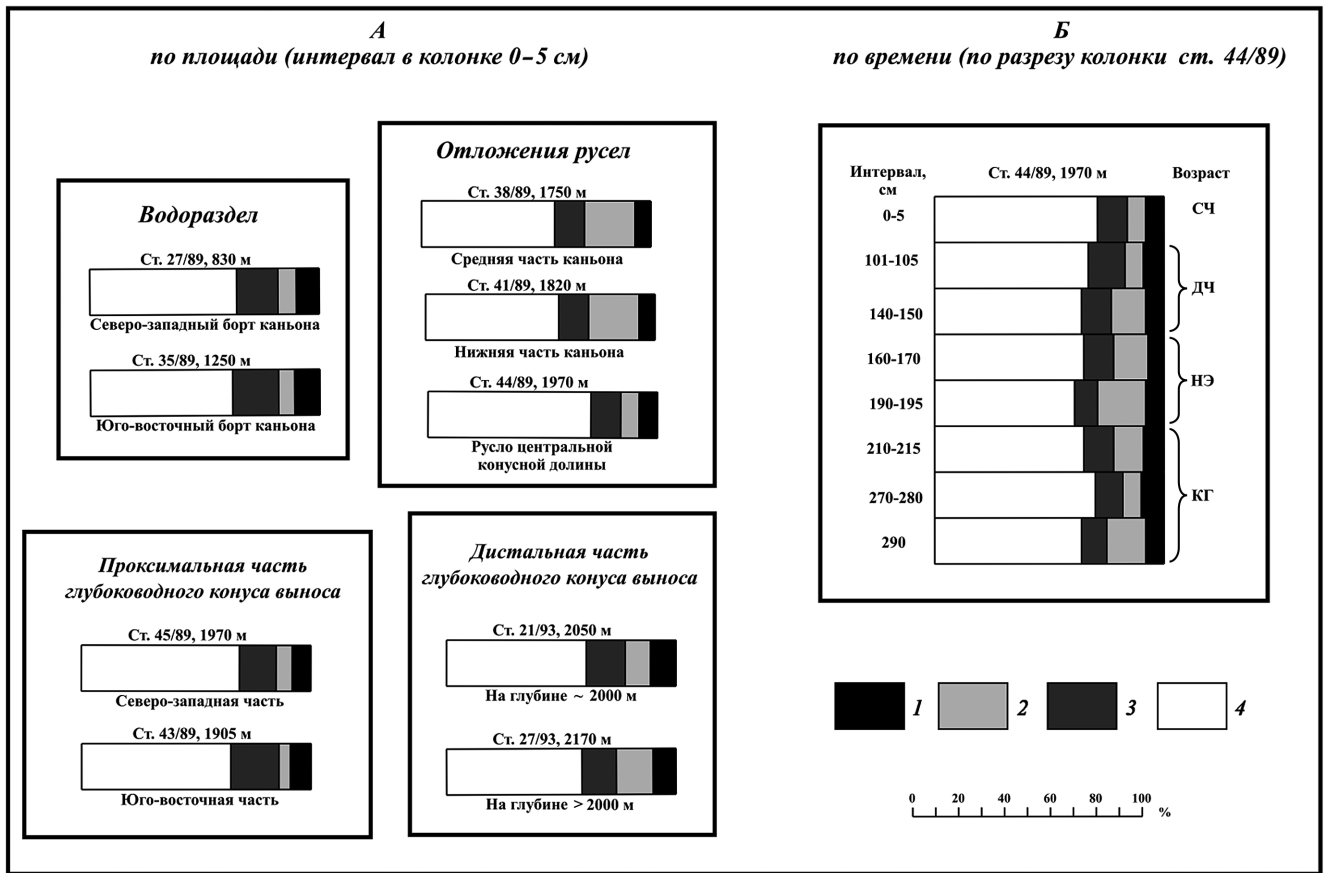 А
по площади (интервал в колонке 0–5 см)
Водораздел
Ст. 27/89, 830 м
Северо-западный борт каньона
Ст. 35/89, 1250 м
Юго-восточный борт каньона
Отложения русел
Ст. 38/89, 1750 м
Средняя часть каньона
Ст. 41/89, 1820 м
Нижняя часть каньона
Ст. 44/89, 1970 м
Русло центральной
конусной долины
Проксимальная часть
глубоководного конуса выноса
Ст. 45/89, 1970 м
Северо-западная часть
Ст. 43/89, 1905 м
Юго-восточная часть
Дистальная часть
глубоководного конуса выноса
Ст. 21/93, 2050 м
На глубине ~ 2000 м
Ст. 27/93, 2170 м
На глубине > 2000 м
Б
по времени (по разрезу колонки ст. 44/89)
Интервал,
см
Ст. 44/89, 1970 м
Возраст
0-5
СЧ
101-105
ДЧ
140-150
160-170
НЭ
190-195
210-215
270-280
КГ
290
1 2 3 4
0 20 40 60 80 100 %